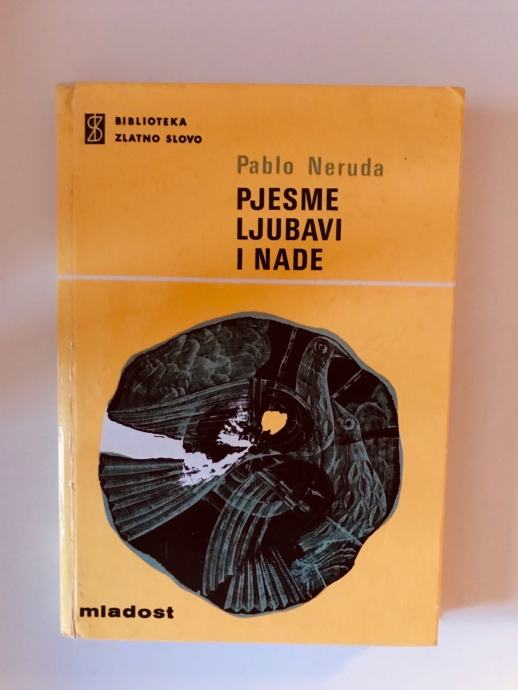 BIBLIOTEKA
ZLATNO SLOVO
Pablo Neruda
PJESME
LJUBAVI
I NADE
mladost